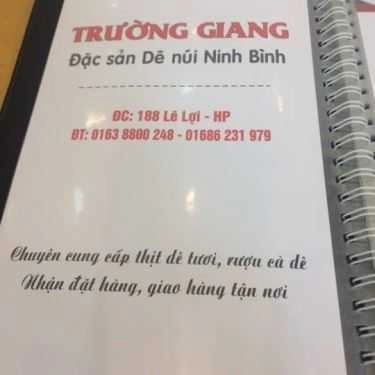 TRƯỜNG GIANG
Đặc sản Dê núi Ninh Bình
ĐC: 188 Lê Lợi - HP
ĐT: 0163 8800 248 - 01686 231 979
Chuyên cung cấp thịt dê tươi, rượu cà dê
Nhận đặt hàng, giao hàng tận nơi